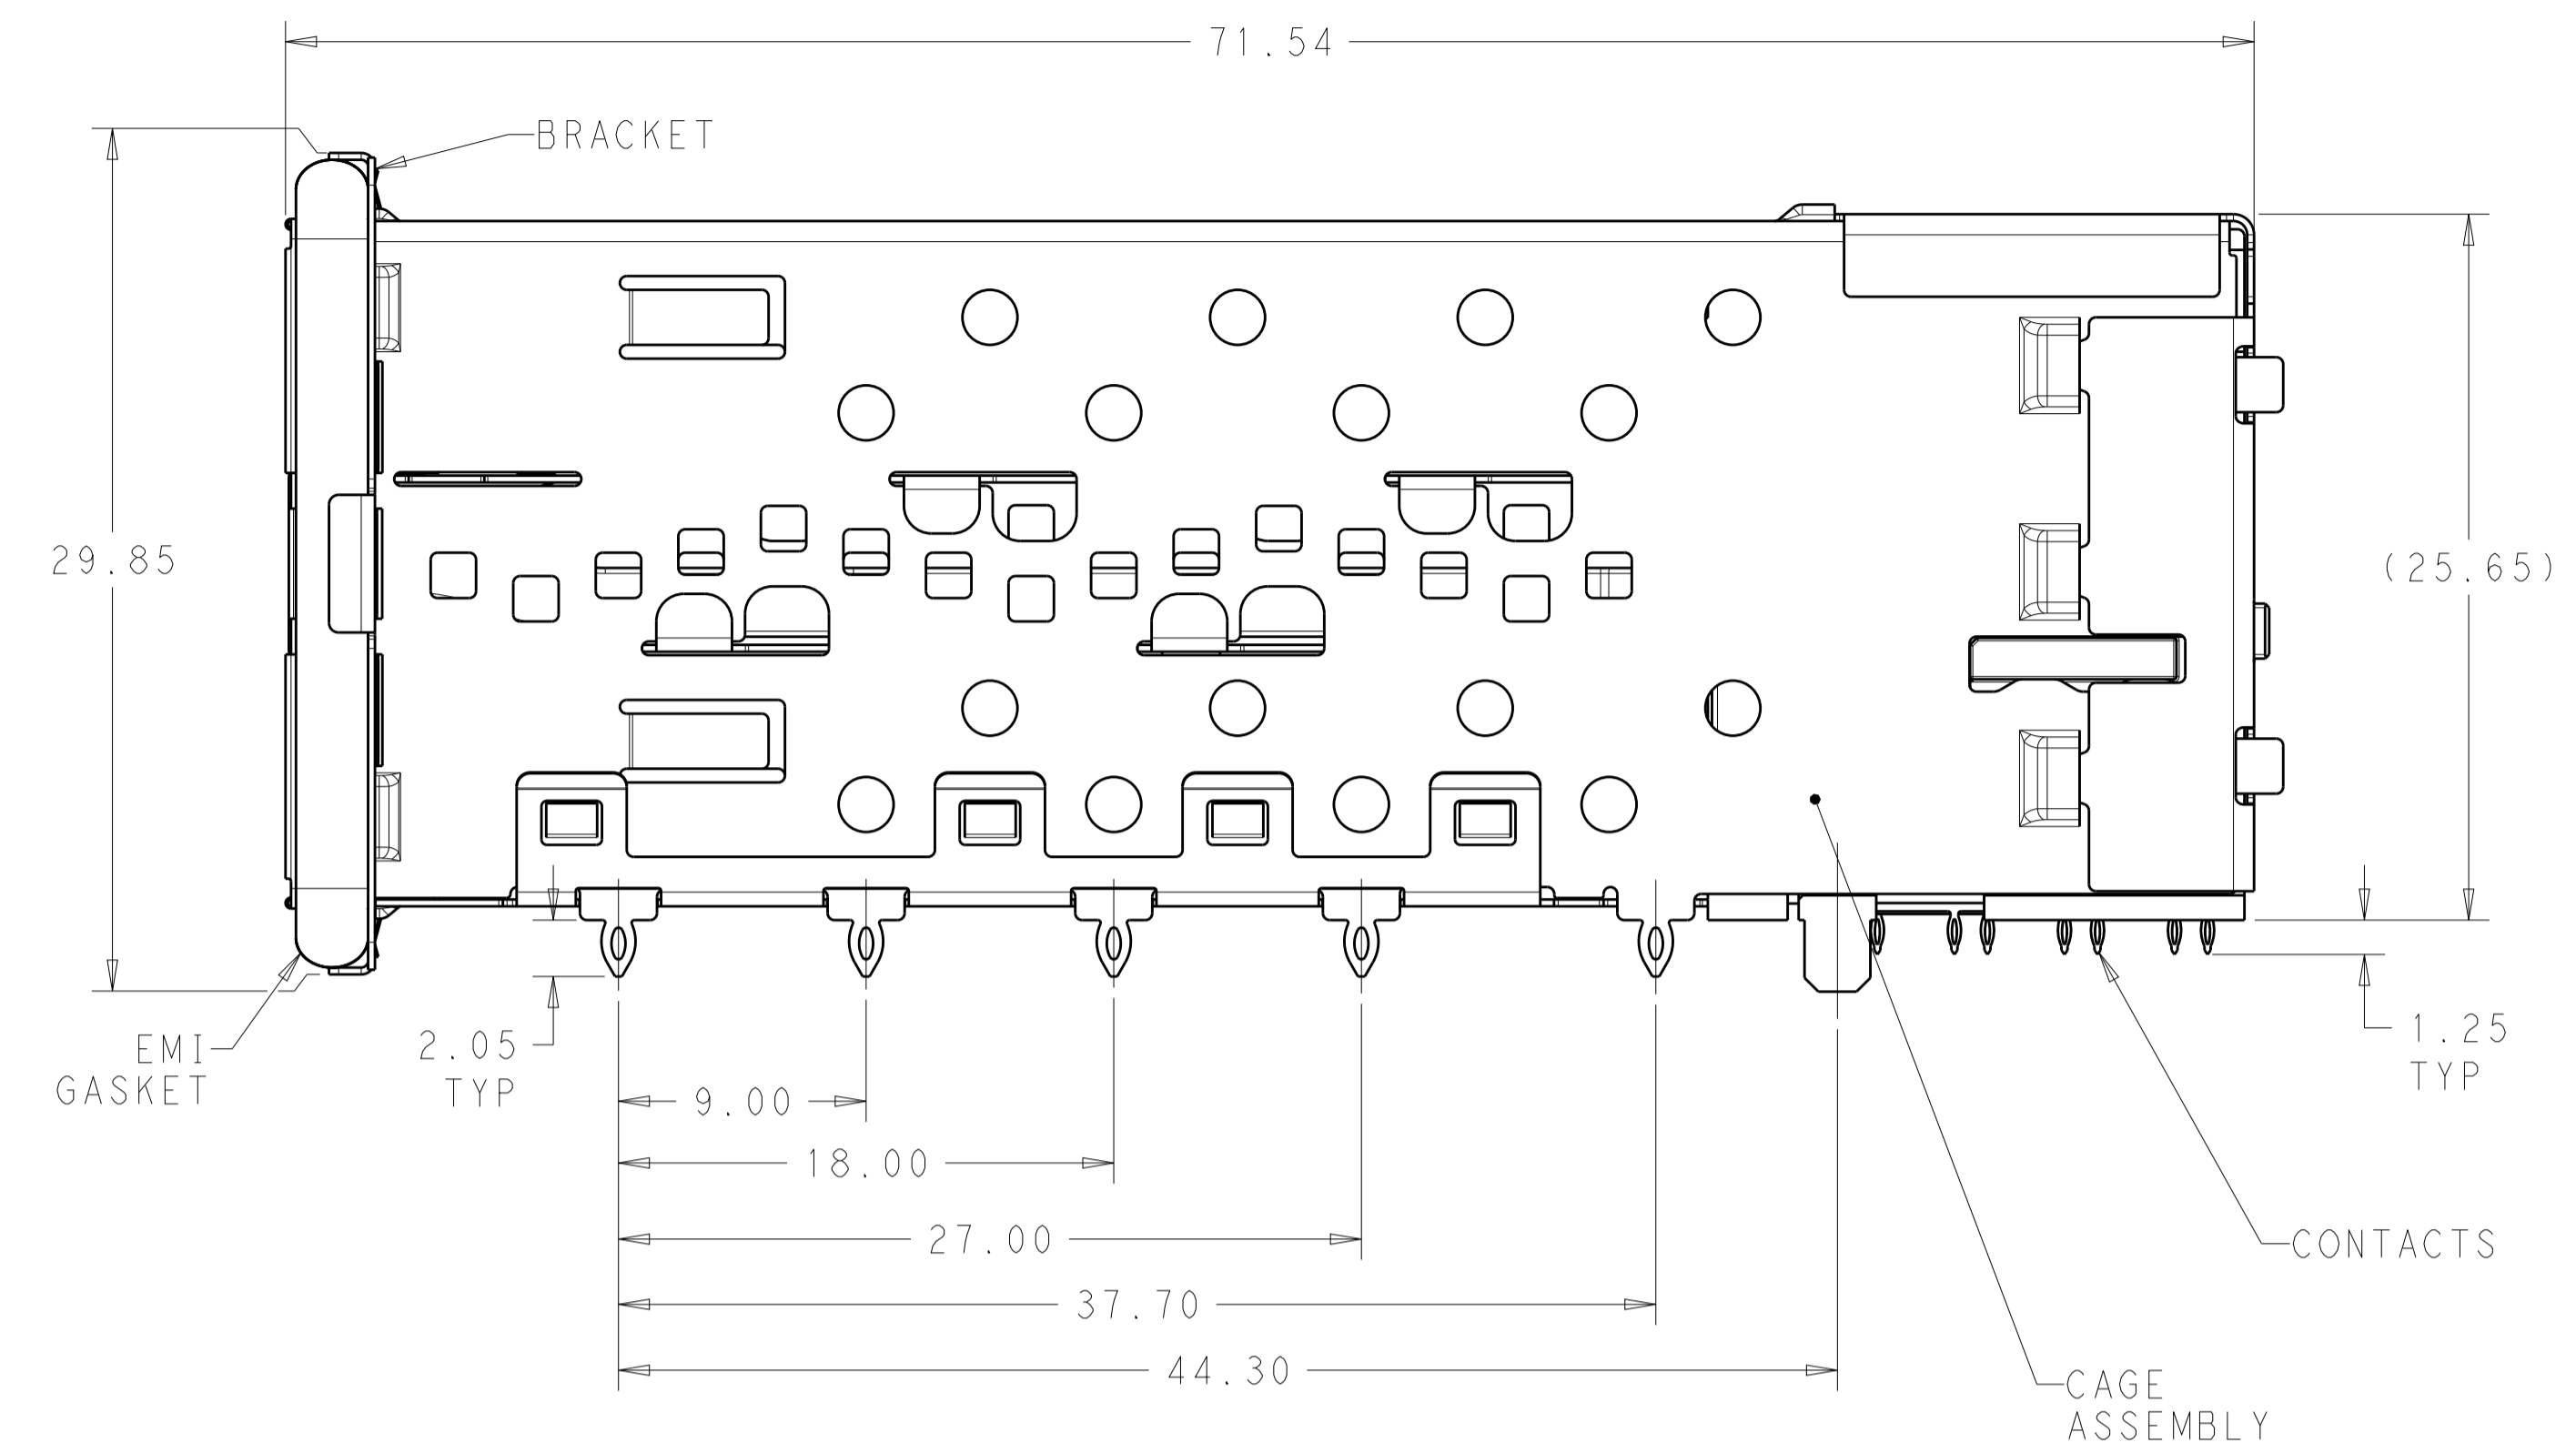 71.54
BRACKET
29.85
(25.65)
EMI
GASKET
2.05
TYP
1.25
TYP
9.00
18.00
27.00
CONTACTS
37.70
44.30
CAGE
ASSEMBLY